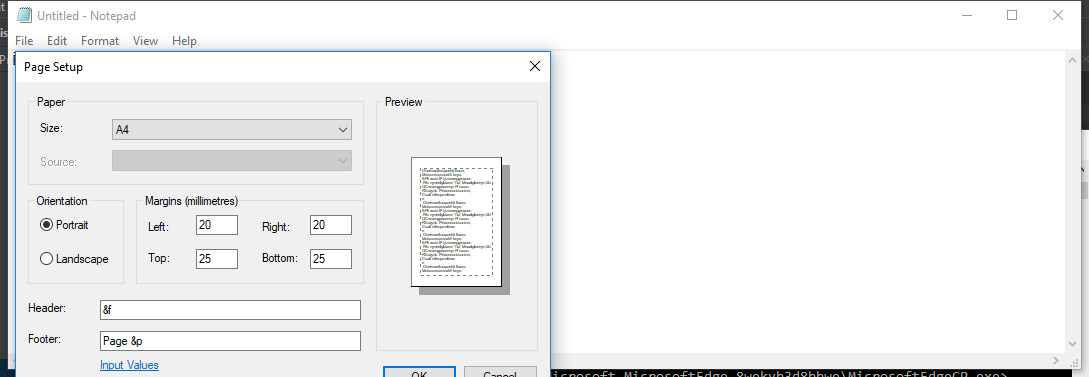 Untitled - Notepad
File Edit Format View Help
Page Setup
Paper
Size: A4
Source:
Orientation
Portrait
Landscape
Margins (millimetres)
Left: 20 Right: 20
Top: 25 Bottom: 25
Preview
Header: &f
Footer: Page &p
Input Values
OK Cancel
icrosoft.MicrosoftEdge_8wekyb3d8bbwe\MicrosoftEdgeCP.exe>